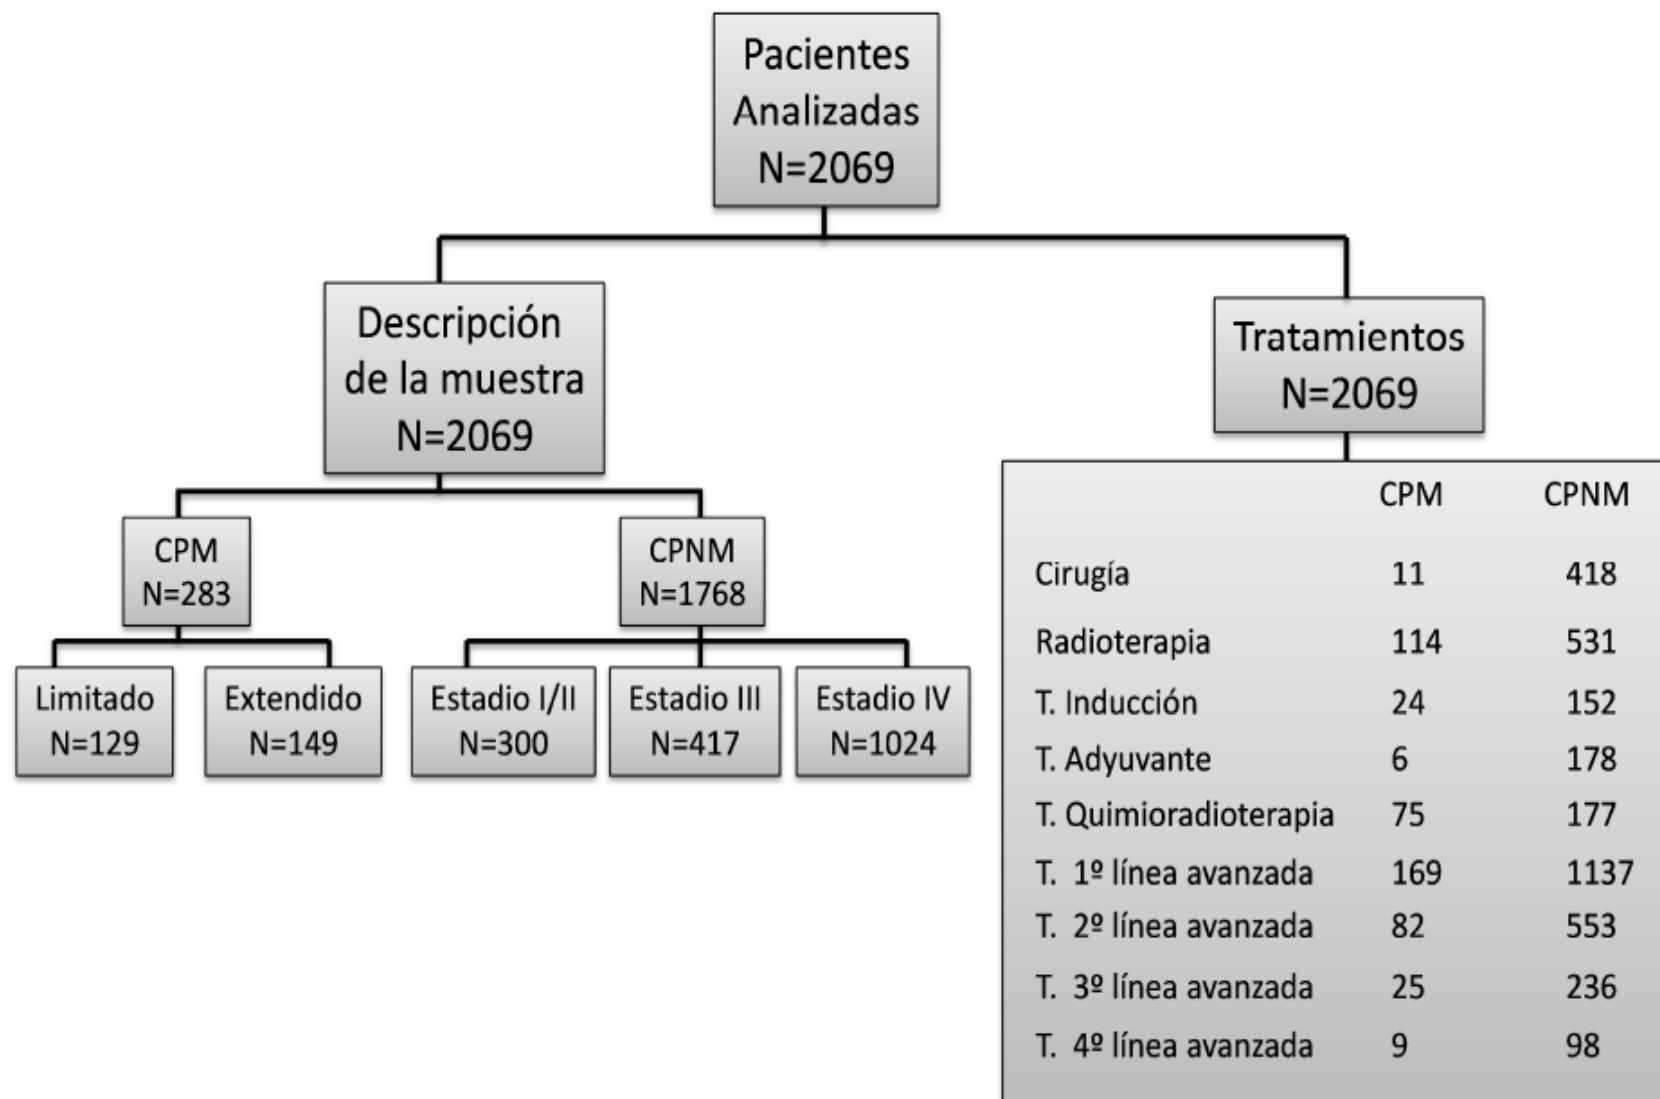 Pacientes
Analizadas
N=2069
Descripción
de la muestra
N=2069
Tratamientos
N=2069
CPM
N=283
CPNM
N=1768
Limitado
N=129
Extendido
N=149
Estadio I/II
N=300
Estadio III
N=417
Estadio IV
N=1024
CPM CPNM
Cirugía 11 418
Radioterapia 114 531
T. Inducción 24 152
T. Adyuvante 6 178
T. Quimioradioterapia 75 177
T. 1º línea avanzada 169 1137
T. 2º línea avanzada 82 553
T. 3º línea avanzada 25 236
T. 4º línea avanzada 9 98